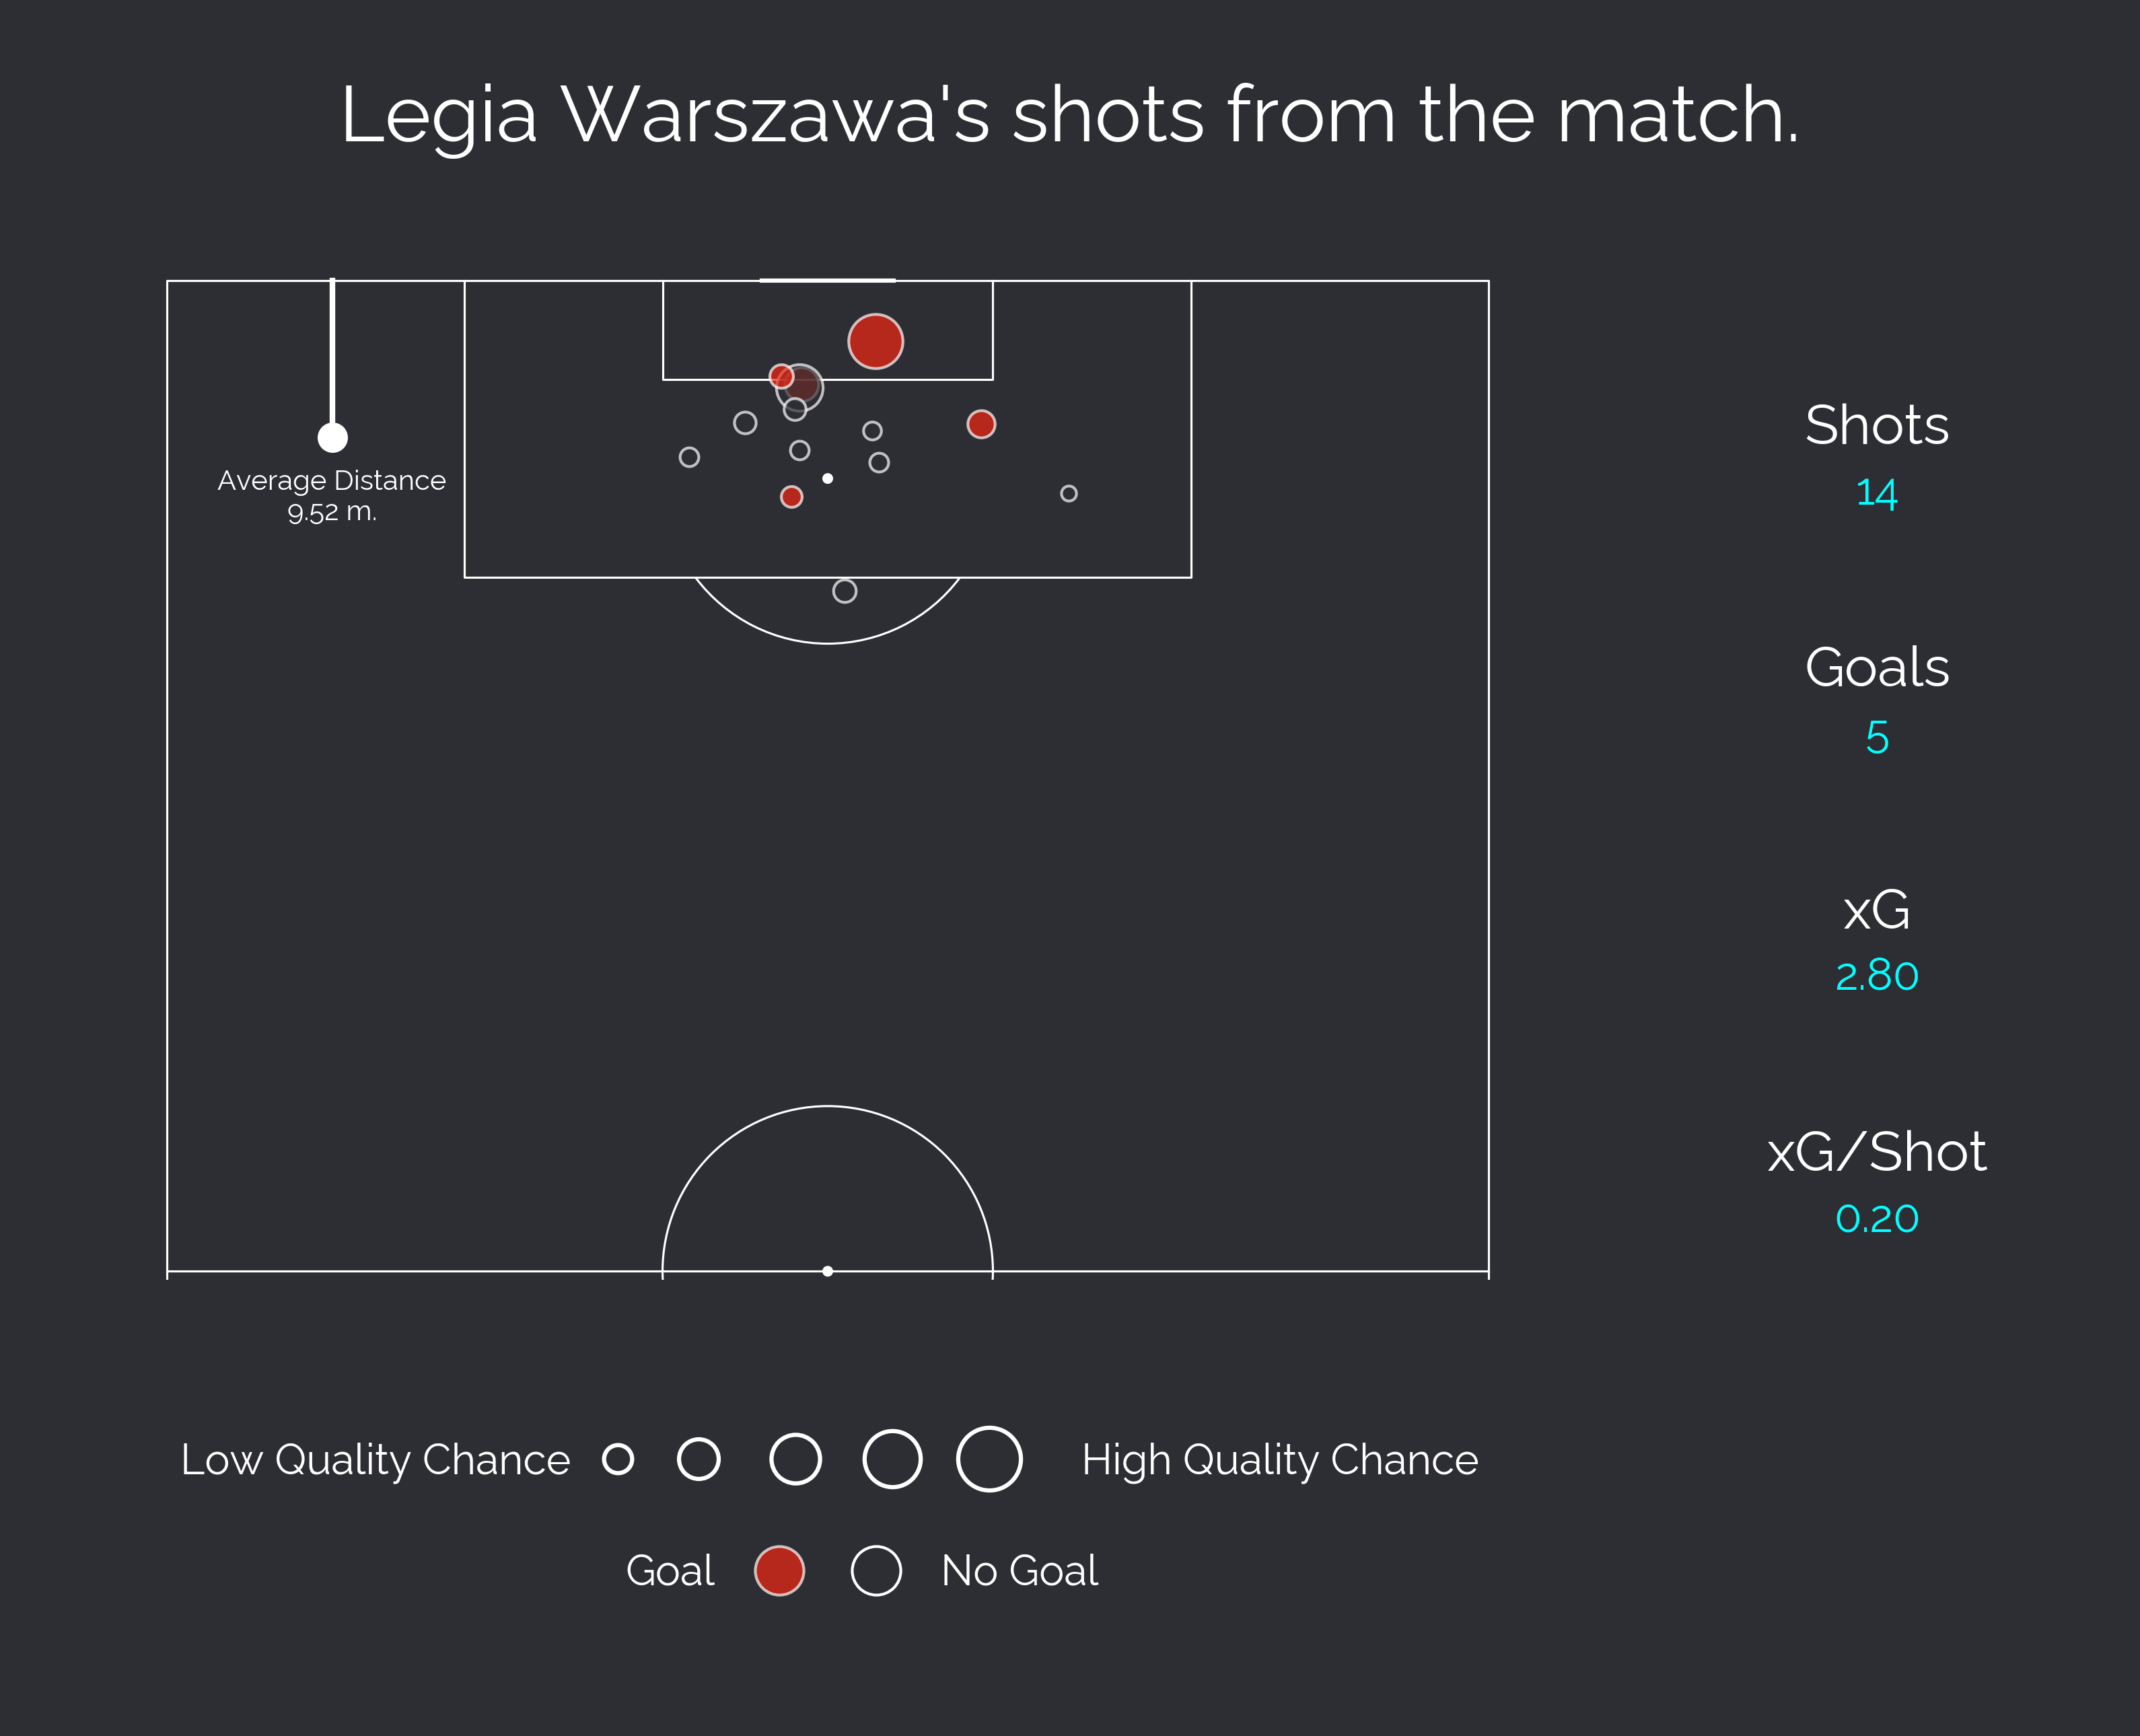 Legia Warszawa's shots from the match.
Average Distance
9.52 m.
Shots
14
Goals
5
xG
2.80
xG/Shot
0.20
Low Quality Chance
High Quality Chance
Goal
No Goal